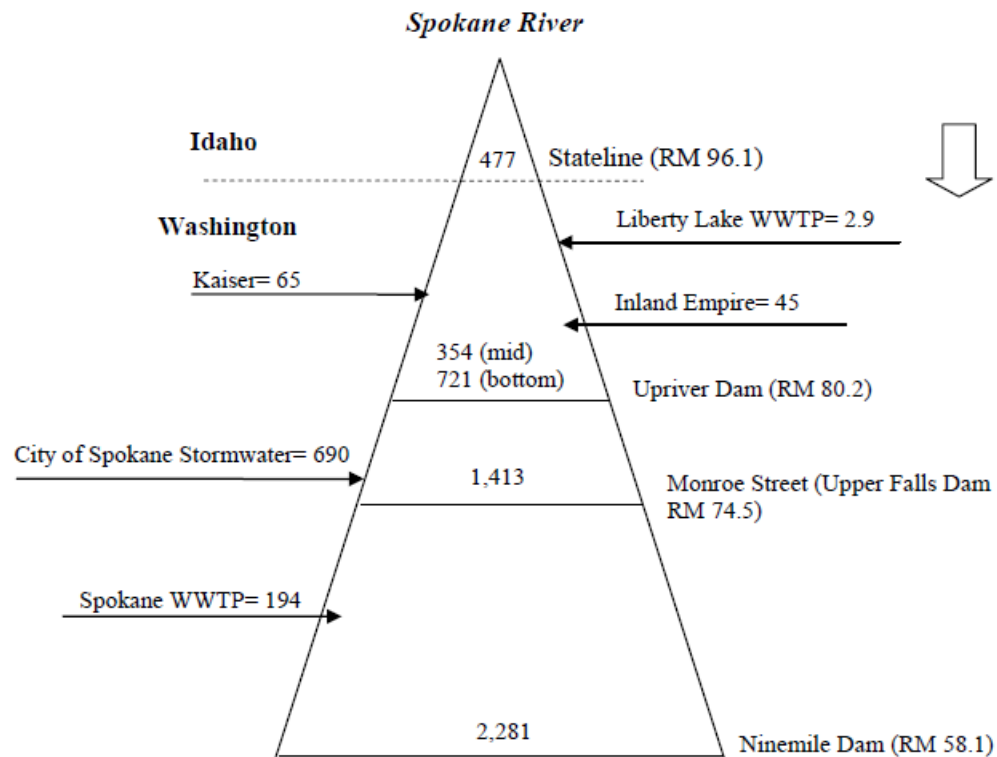 Spokane River
Idaho
477
Stateline (RM 96.1)
Washington
Liberty Lake WWTP= 2.9
Kaiser= 65
Inland Empire= 45
354 (mid)
721 (bottom)
Upriver Dam (RM 80.2)
City of Spokane Stormwater= 690
1,413
Monroe Street (Upper Falls Dam
RM 74.5)
Spokane WWTP= 194
2,281
Ninemile Dam (RM 58.1)